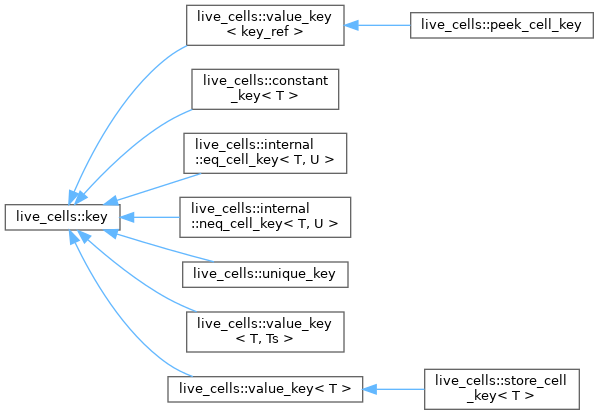 live_cells::value_key
< key_ref >
live_cells::peek_cell_key
live_cells::constant
_key< T >
live_cells::internal
::eq_cell_key< T, U >
live_cells::key
live_cells::internal
::neq_cell_key< T, U >
live_cells::unique_key
live_cells::value_key
< T, Ts >
live_cells::value_key< T >
live_cells::store_cell
_key< T >